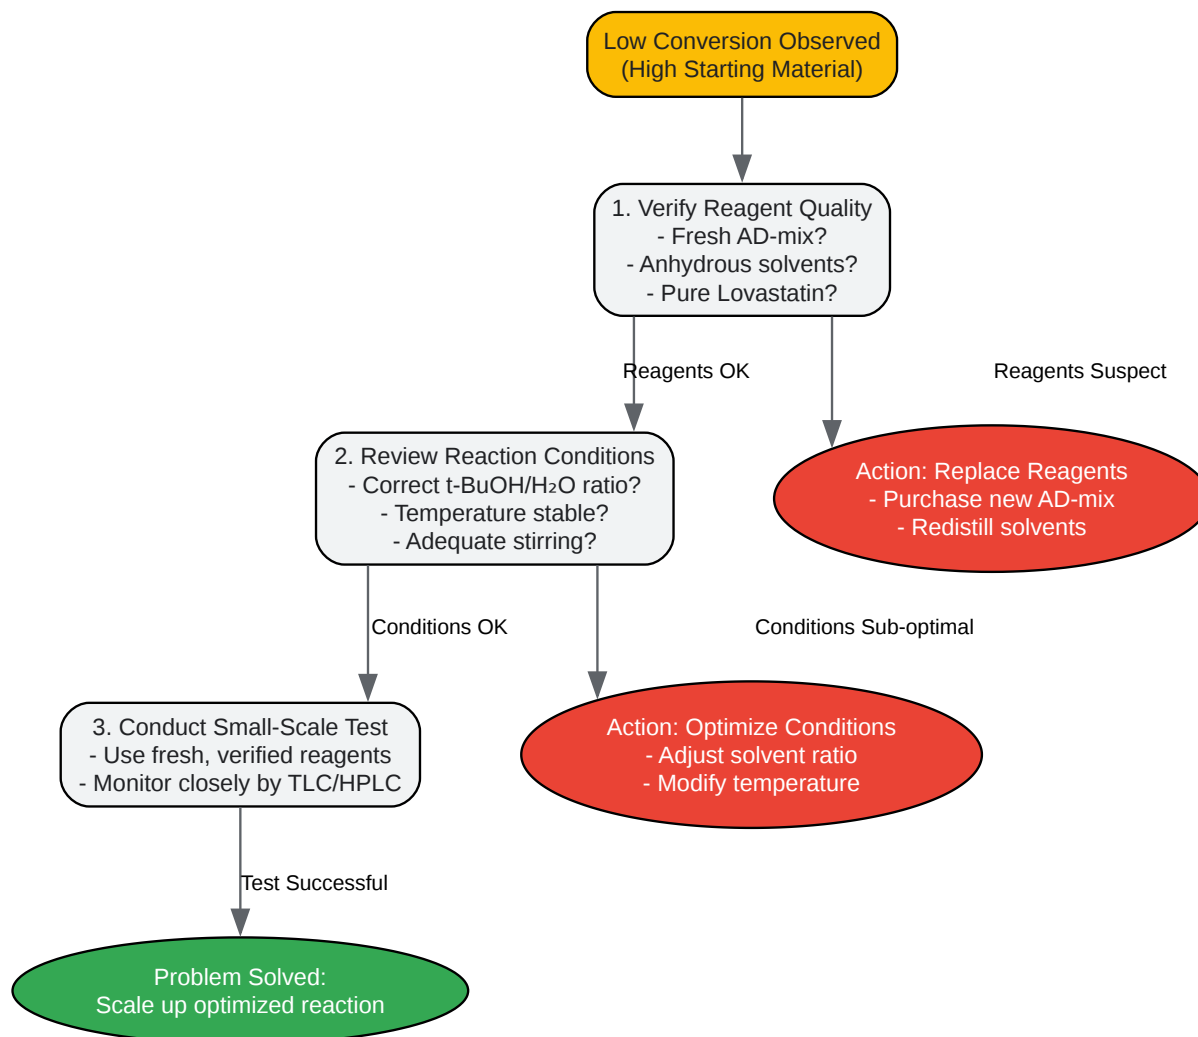 Low Conversion Observed
(High Starting Material)
1. Verify Reagent Quality
- Fresh AD-mix?
- Anhydrous solvents?
- Pure Lovastatin?
Reagents OK
Reagents Suspect
2. Review Reaction Conditions
- Correct t-BuOH/H₂O ratio?
- Temperature stable?
- Adequate stirring?
Action: Replace Reagents
- Purchase new AD-mix
- Redistill solvents
Conditions OK
Conditions Sub-optimal
3. Conduct Small-Scale Test
- Use fresh, verified reagents
- Monitor closely by TLC/HPLC
Action: Optimize Conditions
- Adjust solvent ratio
- Modify temperature
Test Successful
Problem Solved:
Scale up optimized reaction